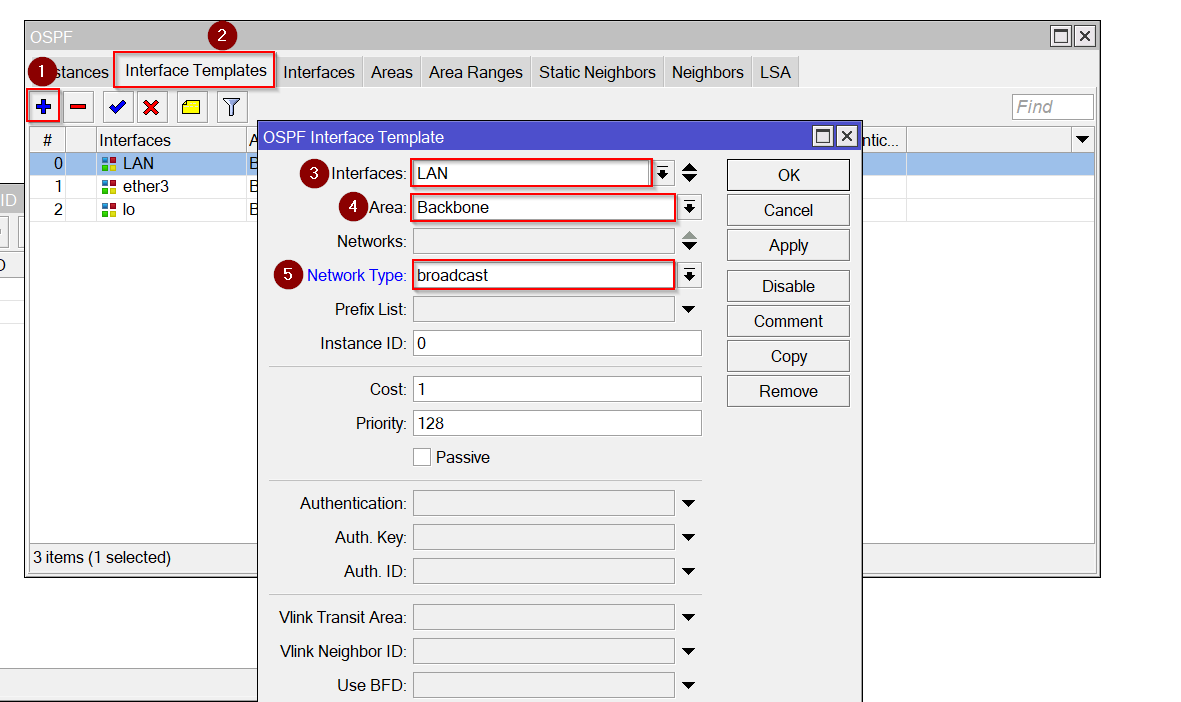 OSPF
2
1
stances Interface Templates Interfaces Areas Area Ranges Static Neighbors Neighbors LSA
Find
# Interfaces A
ntic...
0 LAN B
1 ether3 B
2 lo B
3 items (1 selected)
ID
OSPF Interface Template
3 Interfaces: LAN
4 Area: Backbone
Networks:
5 Network Type: broadcast
Prefix List:
Instance ID: 0
Cost: 1
Priority: 128
Passive
Authentication:
Auth. Key:
Auth. ID:
Vlink Transit Area:
Vlink Neighbor ID:
Use BFD:
OK
Cancel
Apply
Disable
Comment
Copy
Remove